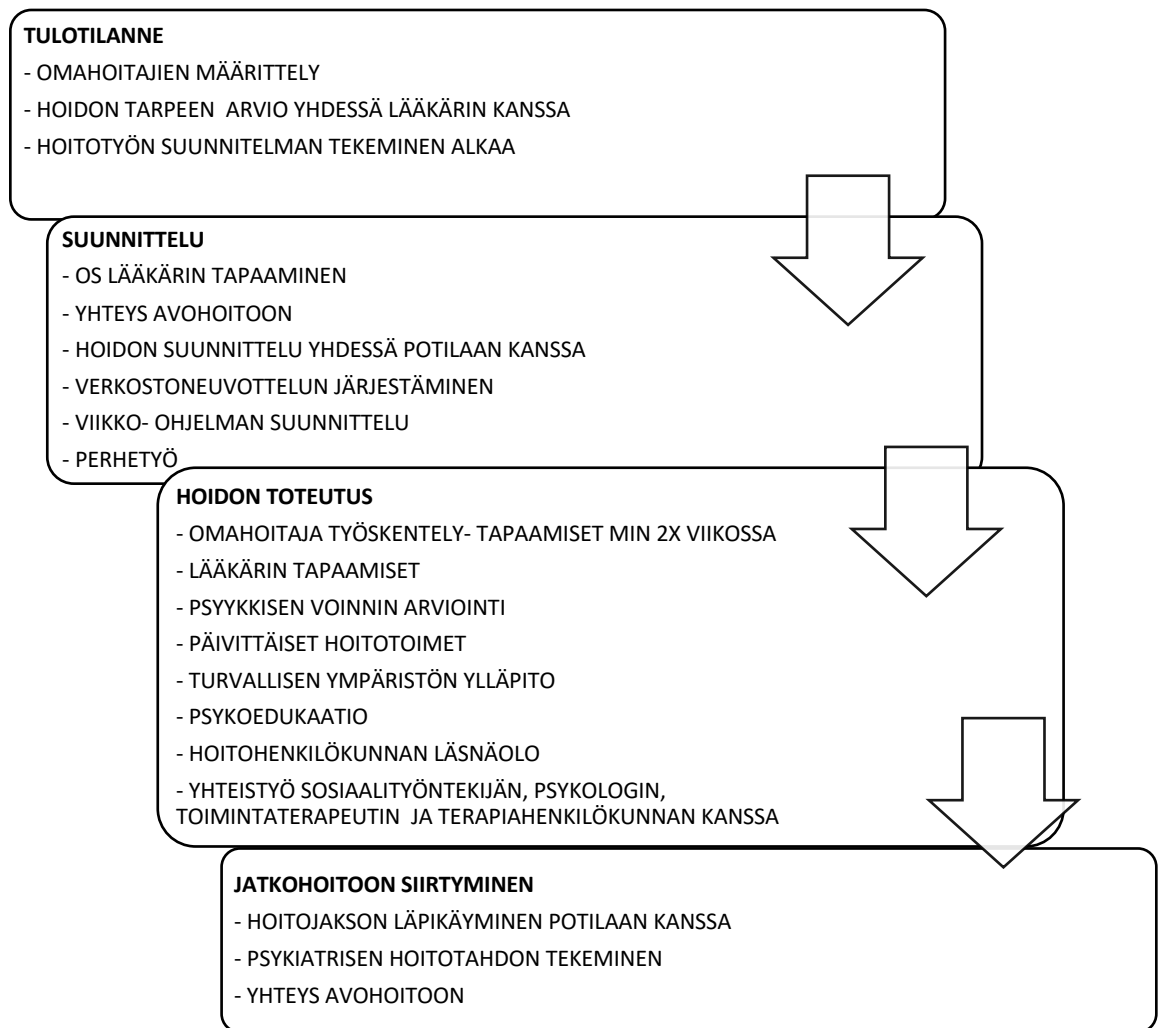 TULOTILANNE
- OMAHOITAJIEN MÄÄRITTELY
- HOIDON TARPEEN ARVIO YHDESSÄ LÄÄKÄRIN KANSSA
- HOITOTYÖN SUUNNITELMAN TEKEMINEN ALKAA
SUUNNITTELU
- OS LÄÄKÄRIN TAPAAMINEN
- YHTEYS AVOHOITOON
- HOIDON SUUNNITTELU YHDESSÄ POTILAAN KANSSA
- VERKOSTONEUVOTTELUN JÄRJESTÄMINEN
- VIIKKO- OHJELMAN SUUNNITTELU
- PERHETYÖ
HOIDON TOTEUTUS
- OMAHOITAJA TYÖSKENTELY- TAPAAMISET MIN 2X VIIKOSSA
- LÄÄKÄRIN TAPAAMISET
- PSYYKKISEN VOINNIN ARVIOINTI
- PÄIVITTÄISET HOITOTOIMET
- TURVALLISEN YMPÄRISTÖN YLLÄPITO
- PSYKOEDUKAATIO
- HOITOHENKILÖKUNNAN LÄSNÄOLO
- YHTEISTYÖ SOSIAALITYÖNTEKIJÄN, PSYKOLOGIN,
TOIMINTATERAPEUTIN JA TERAPIAHENKILÖKUNNAN KANSSA
JATKOHOITOON SIIRTYMINEN
- HOITOJAKSON LÄPIKÄYMINEN POTILAAN KANSSA
- PSYKIATRISEN HOITOTAHDON TEKEMINEN
- YHTEYS AVOHOITOON